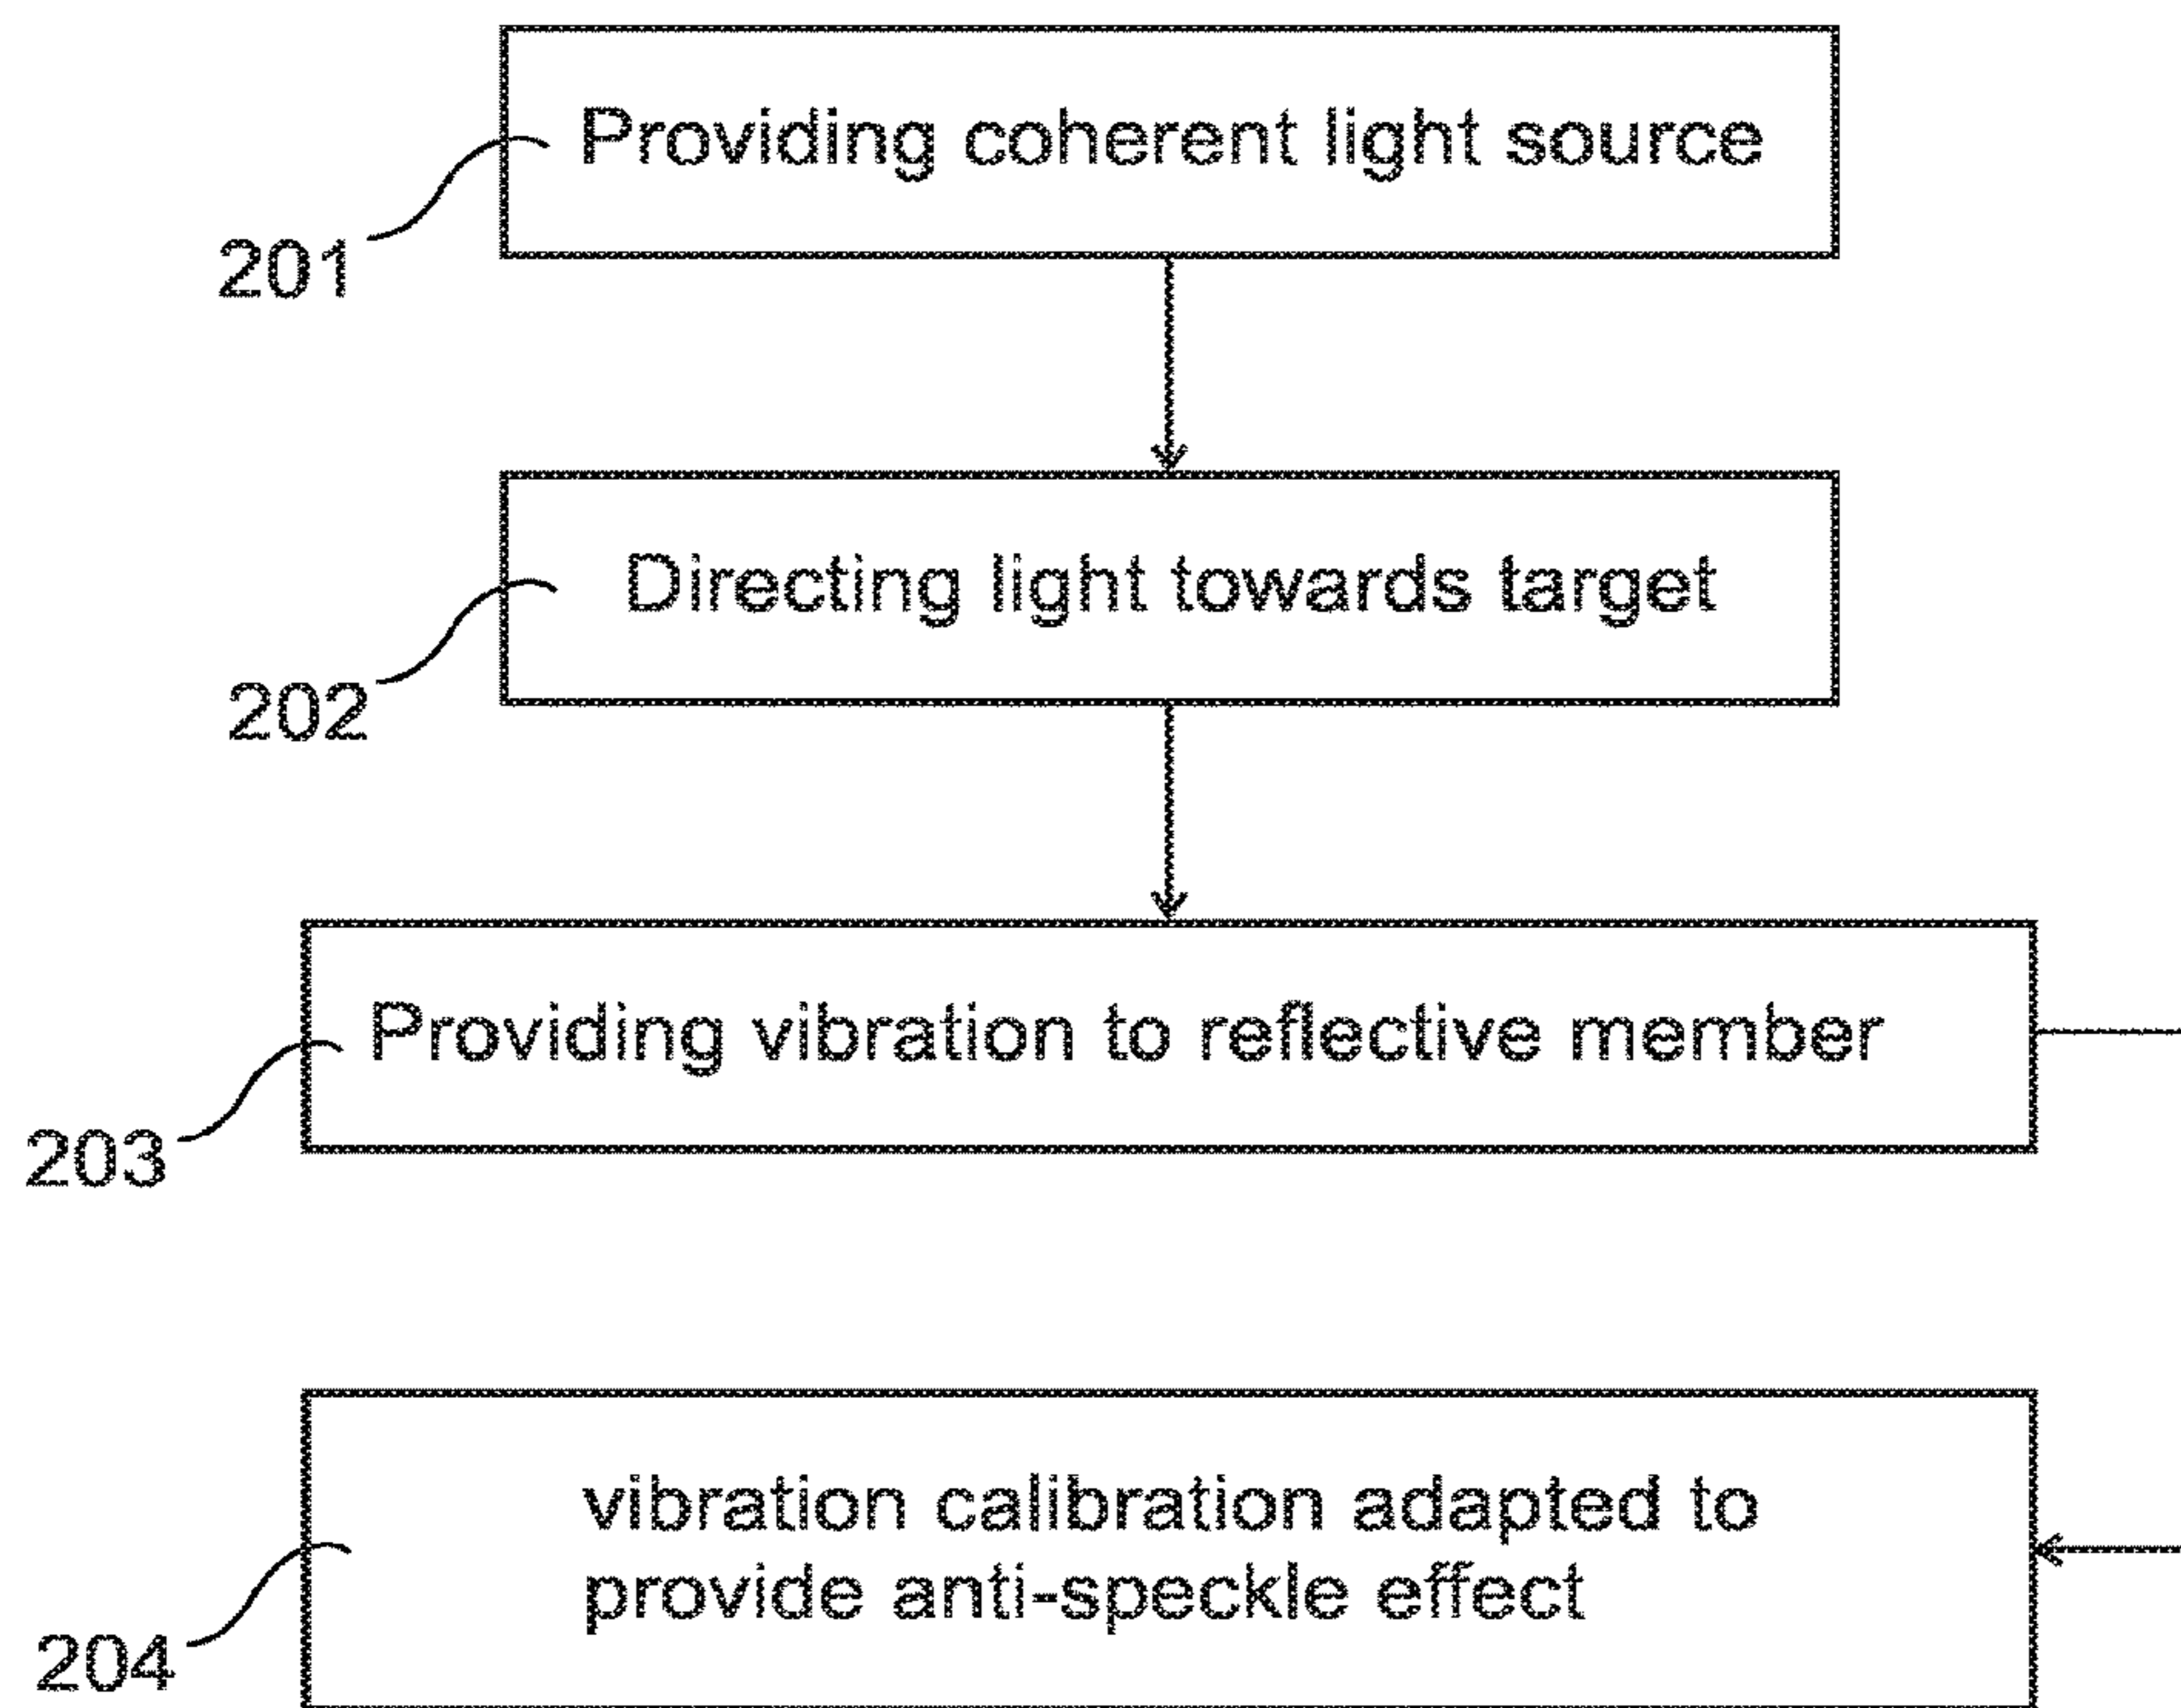 Providing coherent light source
201
Directing light towards target
202
Providing vibration to reflective member
203
vibration calibration adapted to
provide anti-speckle effect
204